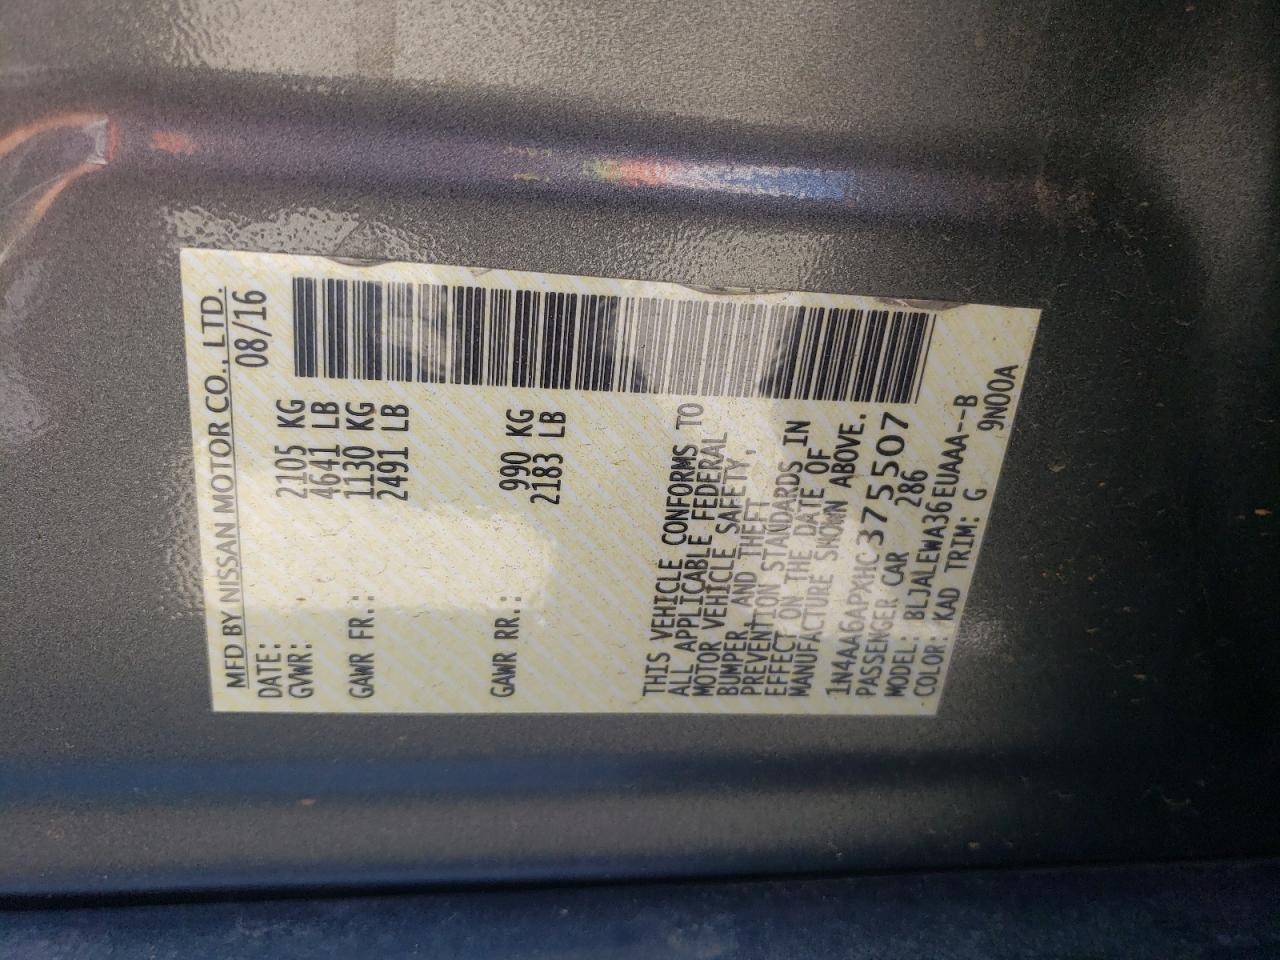 MFD BY NISSAN MOTOR CO., LTD.
DATE: 08/16
GVWR: 2105 KG
4641 LB
GAWR FR.: 1130 KG
2491 LB
GAWR RR.: 990 KG
2183 LB
THIS VEHICLE CONFORMS TO
ALL APPLICABLE FEDERAL
MOTOR VEHICLE SAFETY,
BUMPER, AND THEFT
PREVENTION STANDARDS IN
EFFECT ON THE DATE OF
MANUFACTURE SHOWN ABOVE.
1N4AA6APXHC375507
PASSENGER CAR 286
MODEL: BLJALEWA36EUAAA--B
COLOR: KAD TRIM: G 9N00A